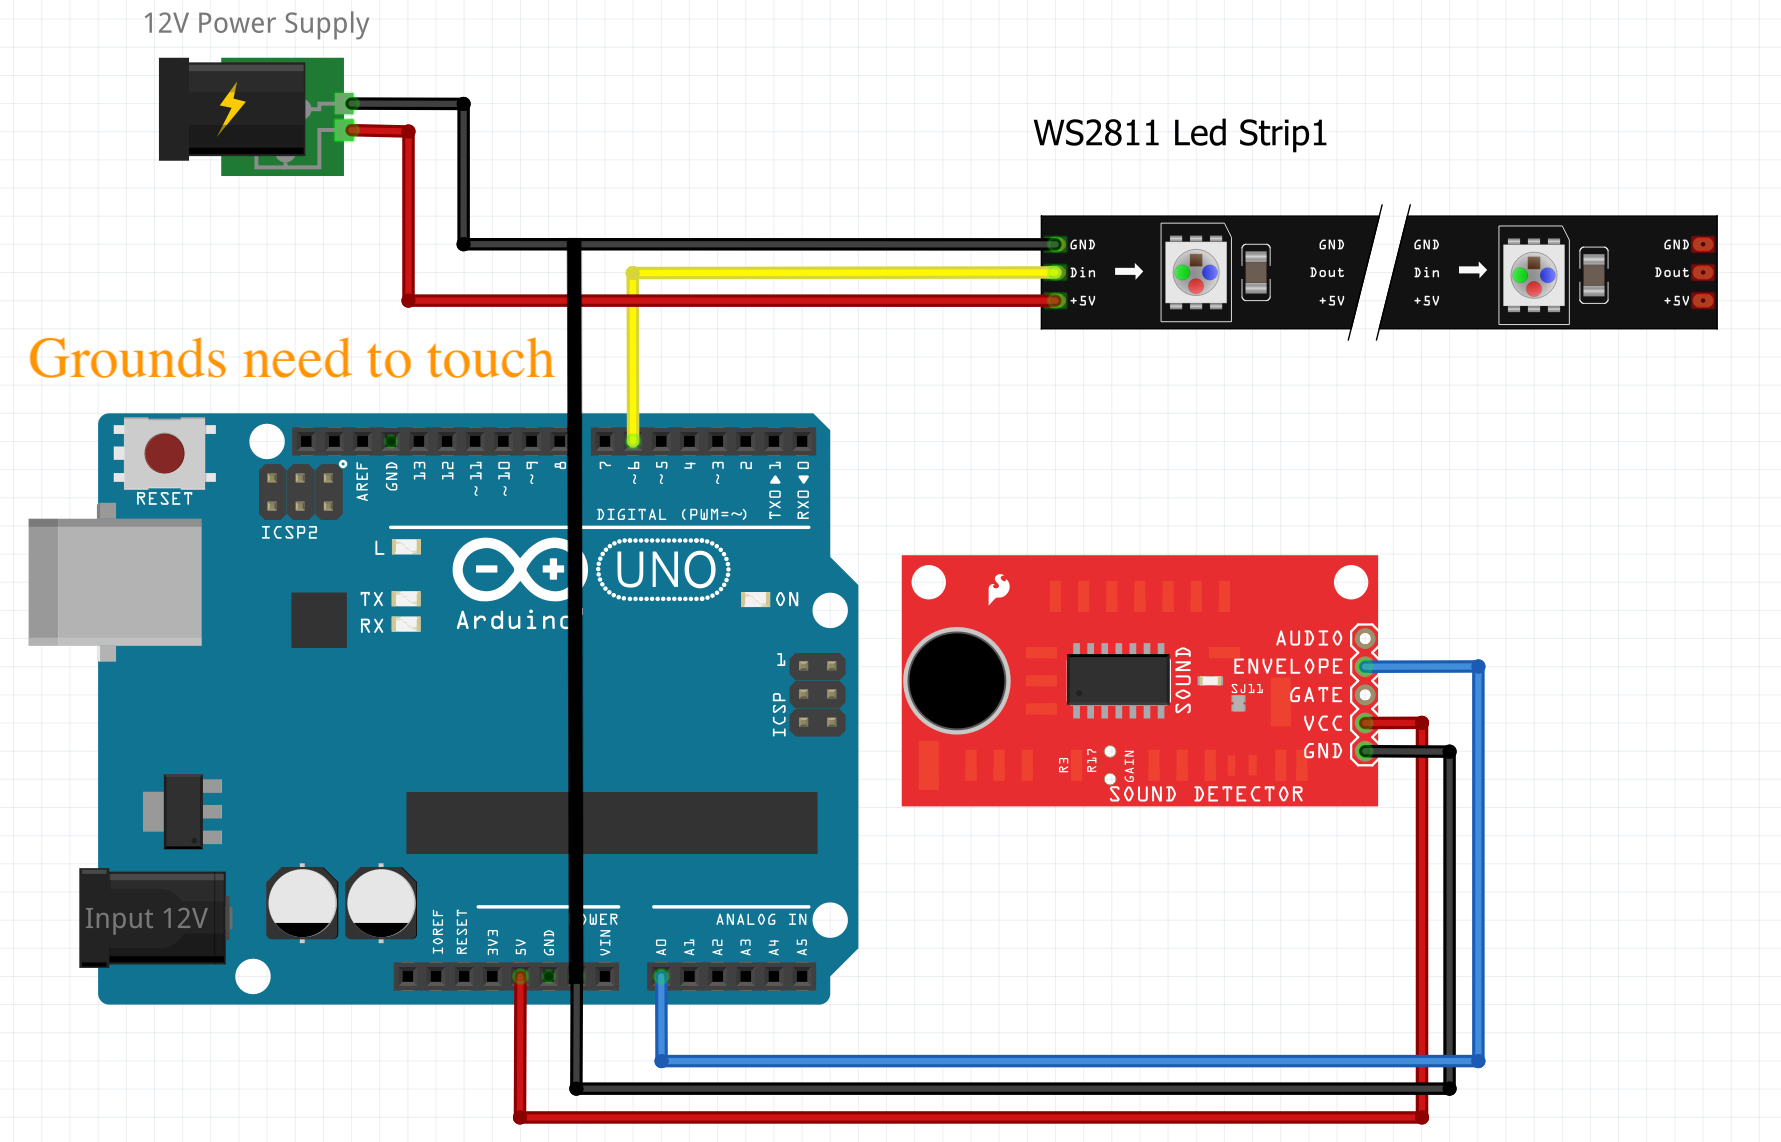 12V Power Supply
WS2811 Led Strip1
GND
Din
+5V
GND
Dout
+5V
GND
Din
+5V
GND
Dout
+5V
Grounds need to touch
RESET
ICSP2
AREF
GND
13
12
~11
~10
~9
8
7
~6
~5
4
~3
2
TX0▶1
RX0◀0
DIGITAL (PWM=~)
L
TX
RX
UNO
Arduino
ON
1
ICSP
Input 12V
IOREF
RESET
3V3
5V
GND
VIN
OWER
ANALOG IN
A0
A1
A2
A3
A4
A5
AUDIO
ENVELOPE
GATE
VCC
GND
SOUND
SJ11
R3
R17
GAIN
SOUND DETECTOR